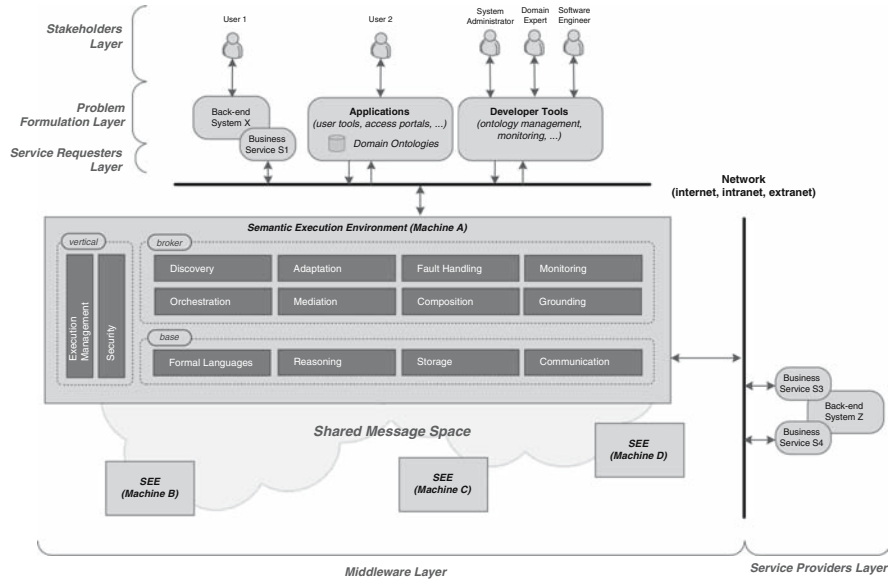 Stakeholders
Layer
User 1
User 2
System
Administrator
Domain
Expert
Software
Engineer
Problem
Formulation Layer
Back-end
System X
Business
Service S1
Applications
(user tools, access portals, ...)
Domain Ontologies
Developer Tools
(ontology management,
monitoring, ...)
Service Requesters
Layer
Network
(internet, intranet, extranet)
Semantic Execution Environment (Machine A)
vertical
Execution
Management
Security
broker
Discovery
Adaptation
Fault Handling
Monitoring
Orchestration
Mediation
Composition
Grounding
base
Formal Languages
Reasoning
Storage
Communication
Business
Service S3
Back-end
System Z
Business
Service S4
Shared Message Space
SEE
(Machine B)
SEE
(Machine C)
SEE
(Machine D)
Middleware Layer
Service Providers Layer